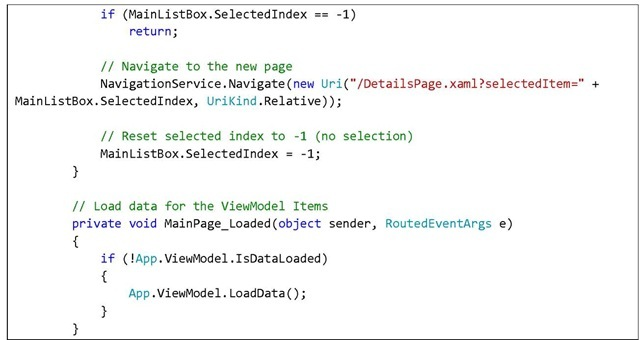 if (MainListBox.SelectedIndex == -1)
return;
// Navigate to the new page
NavigationService.Navigate(new Uri("/DetailsPage.xaml?selectedItem=" +
MainListBox.SelectedIndex, UriKind.Relative));
// Reset selected index to -1 (no selection)
MainListBox.SelectedIndex = -1;
}
// Load data for the ViewModel Items
private void MainPage_Loaded(object sender, RoutedEventArgs e)
{
if (!App.ViewModel.IsDataLoaded)
{
App.ViewModel.LoadData();
}
}